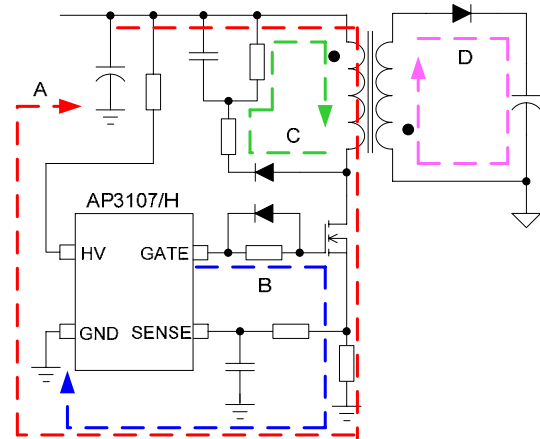 D
A
C
AP3107/H
HV
GATE
B
GND
SENSE